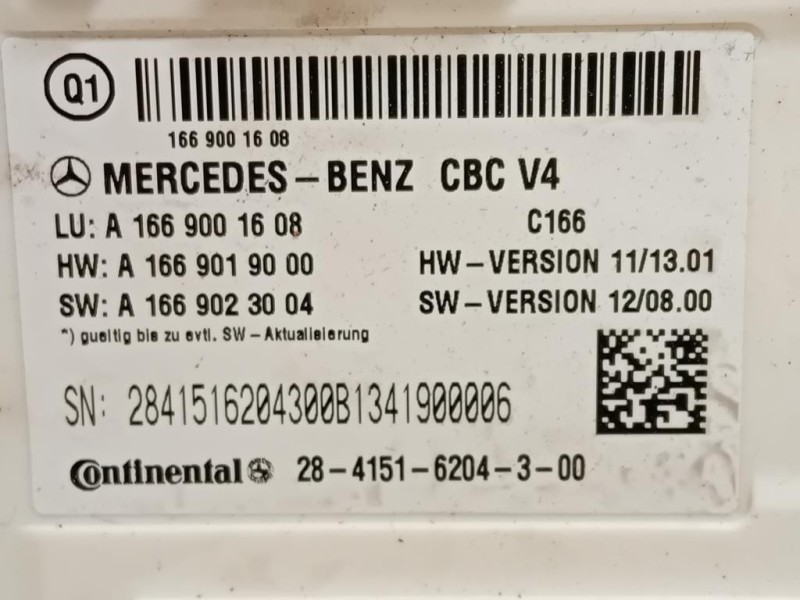 Q1
166 900 16 08
MERCEDES-BENZ CBC V4
LU: A 166 900 16 08 C166
HW: A 166 901 90 00 HW-VERSION 11/13.01
SW: A 166 902 30 04 SW-VERSION 12/08.00
*) gueltig bis zu evtl. SW-Aktualisierung
SN: 2841516204300B1341900006
Continental 28-4151-6204-3-00